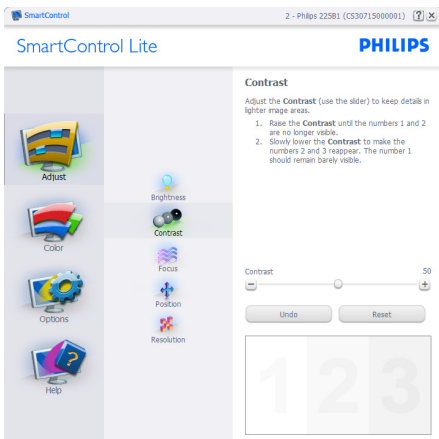 SmartControl
2 - Philips 225B1 (CS30715000001)
?
SmartControl Lite
PHILIPS
Adjust
Color
Options
Help
Brightness
Contrast
Focus
Position
Resolution
Contrast
Adjust the Contrast (use the slider) to keep details in
lighter image areas.
1. Raise the Contrast until the numbers 1 and 2
are no longer visible.
2. Slowly lower the Contrast to make the
numbers 2 and 3 reappear. The number 1
should remain barely visible.
Contrast 50
Undo Reset
1 2 3